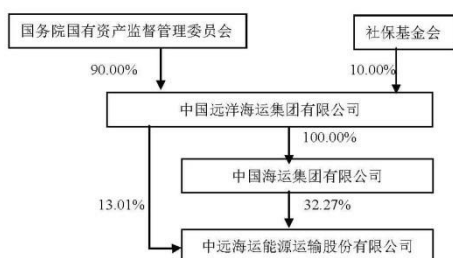 国务院国有资产监督管理委员会
社保基金会
90.00%
10.00%
中国远洋海运集团有限公司
100.00%
中国海运集团有限公司
13.01%
32.27%
中远海运能源运输股份有限公司